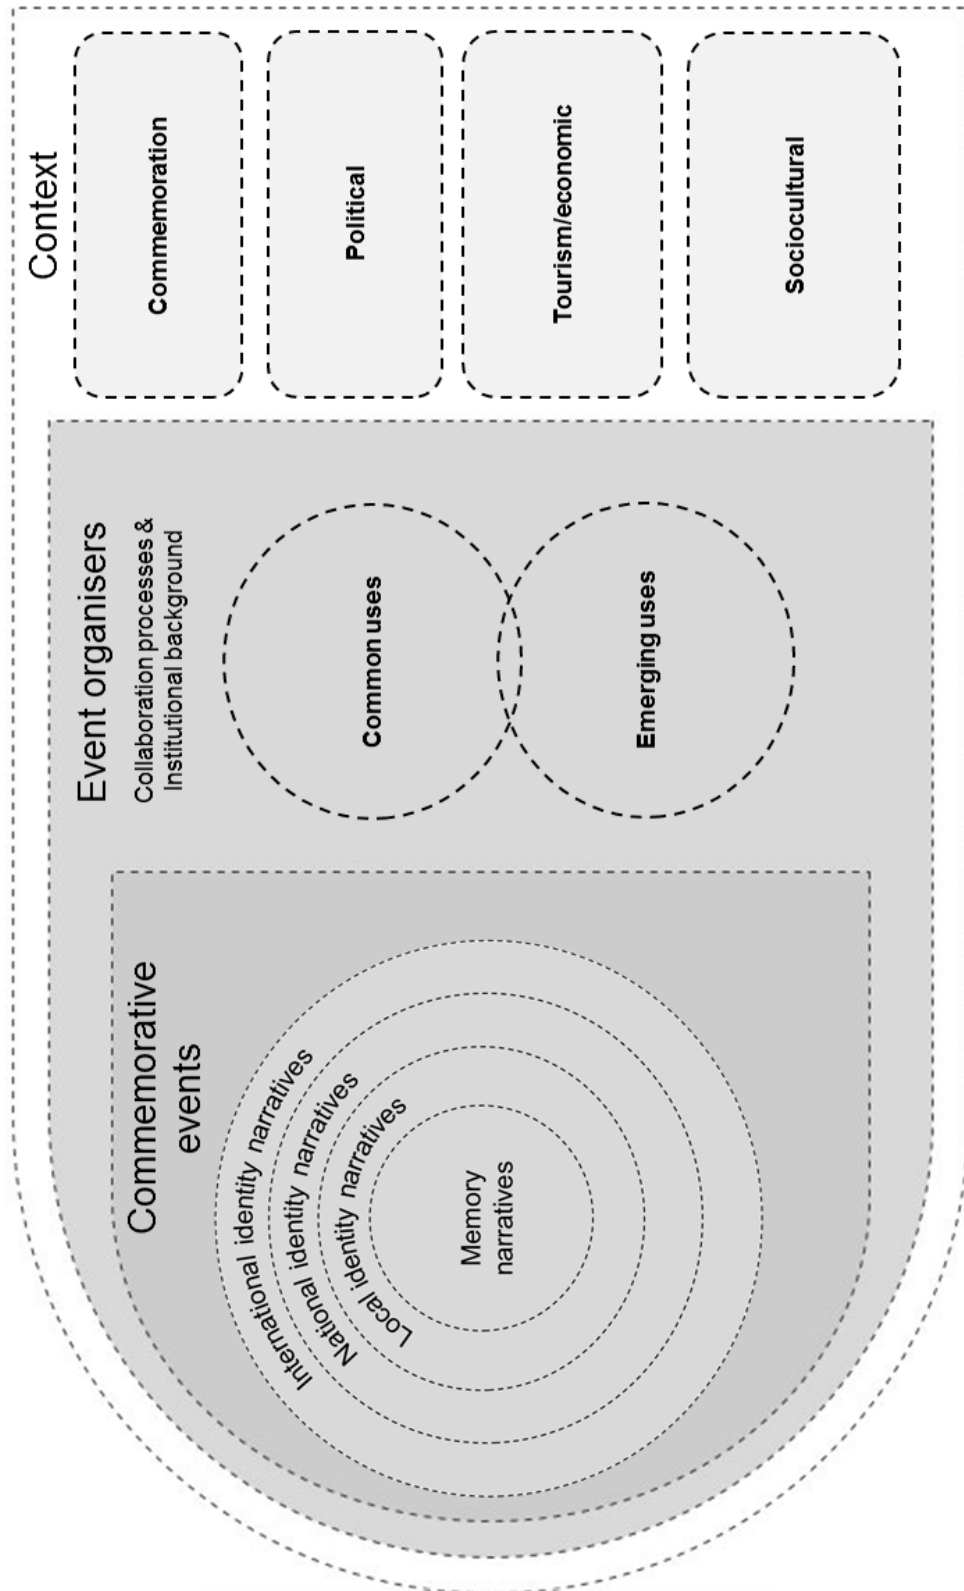 Commemorative
events
International identity narratives
National identity narratives
Local identity narratives
Memory
narratives
Event organisers
Collaboration processes &
Institutional background
Common uses
Emerging uses
Context
Commemoration
Political
Tourism/economic
Sociocultural